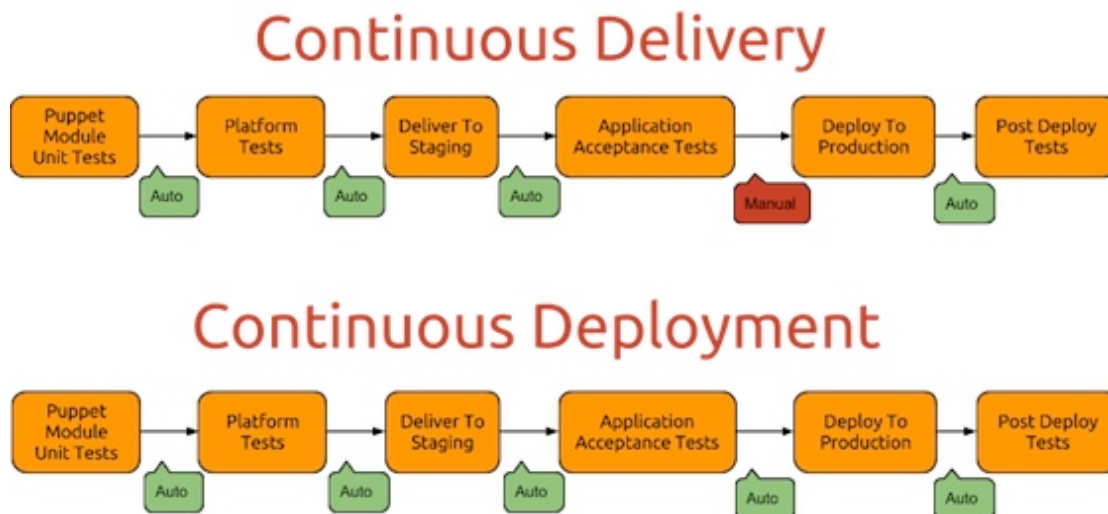 Continuous Delivery
Puppet
Module
Unit Tests
Platform
Tests
Deliver To
Staging
Application
Acceptance Tests
Deploy To
Production
Post Deploy
Tests
Auto
Auto
Auto
Manual
Auto
Continuous Deployment
Puppet
Module
Unit Tests
Platform
Tests
Deliver To
Staging
Application
Acceptance Tests
Deploy To
Production
Post Deploy
Tests
Auto
Auto
Auto
Auto
Auto